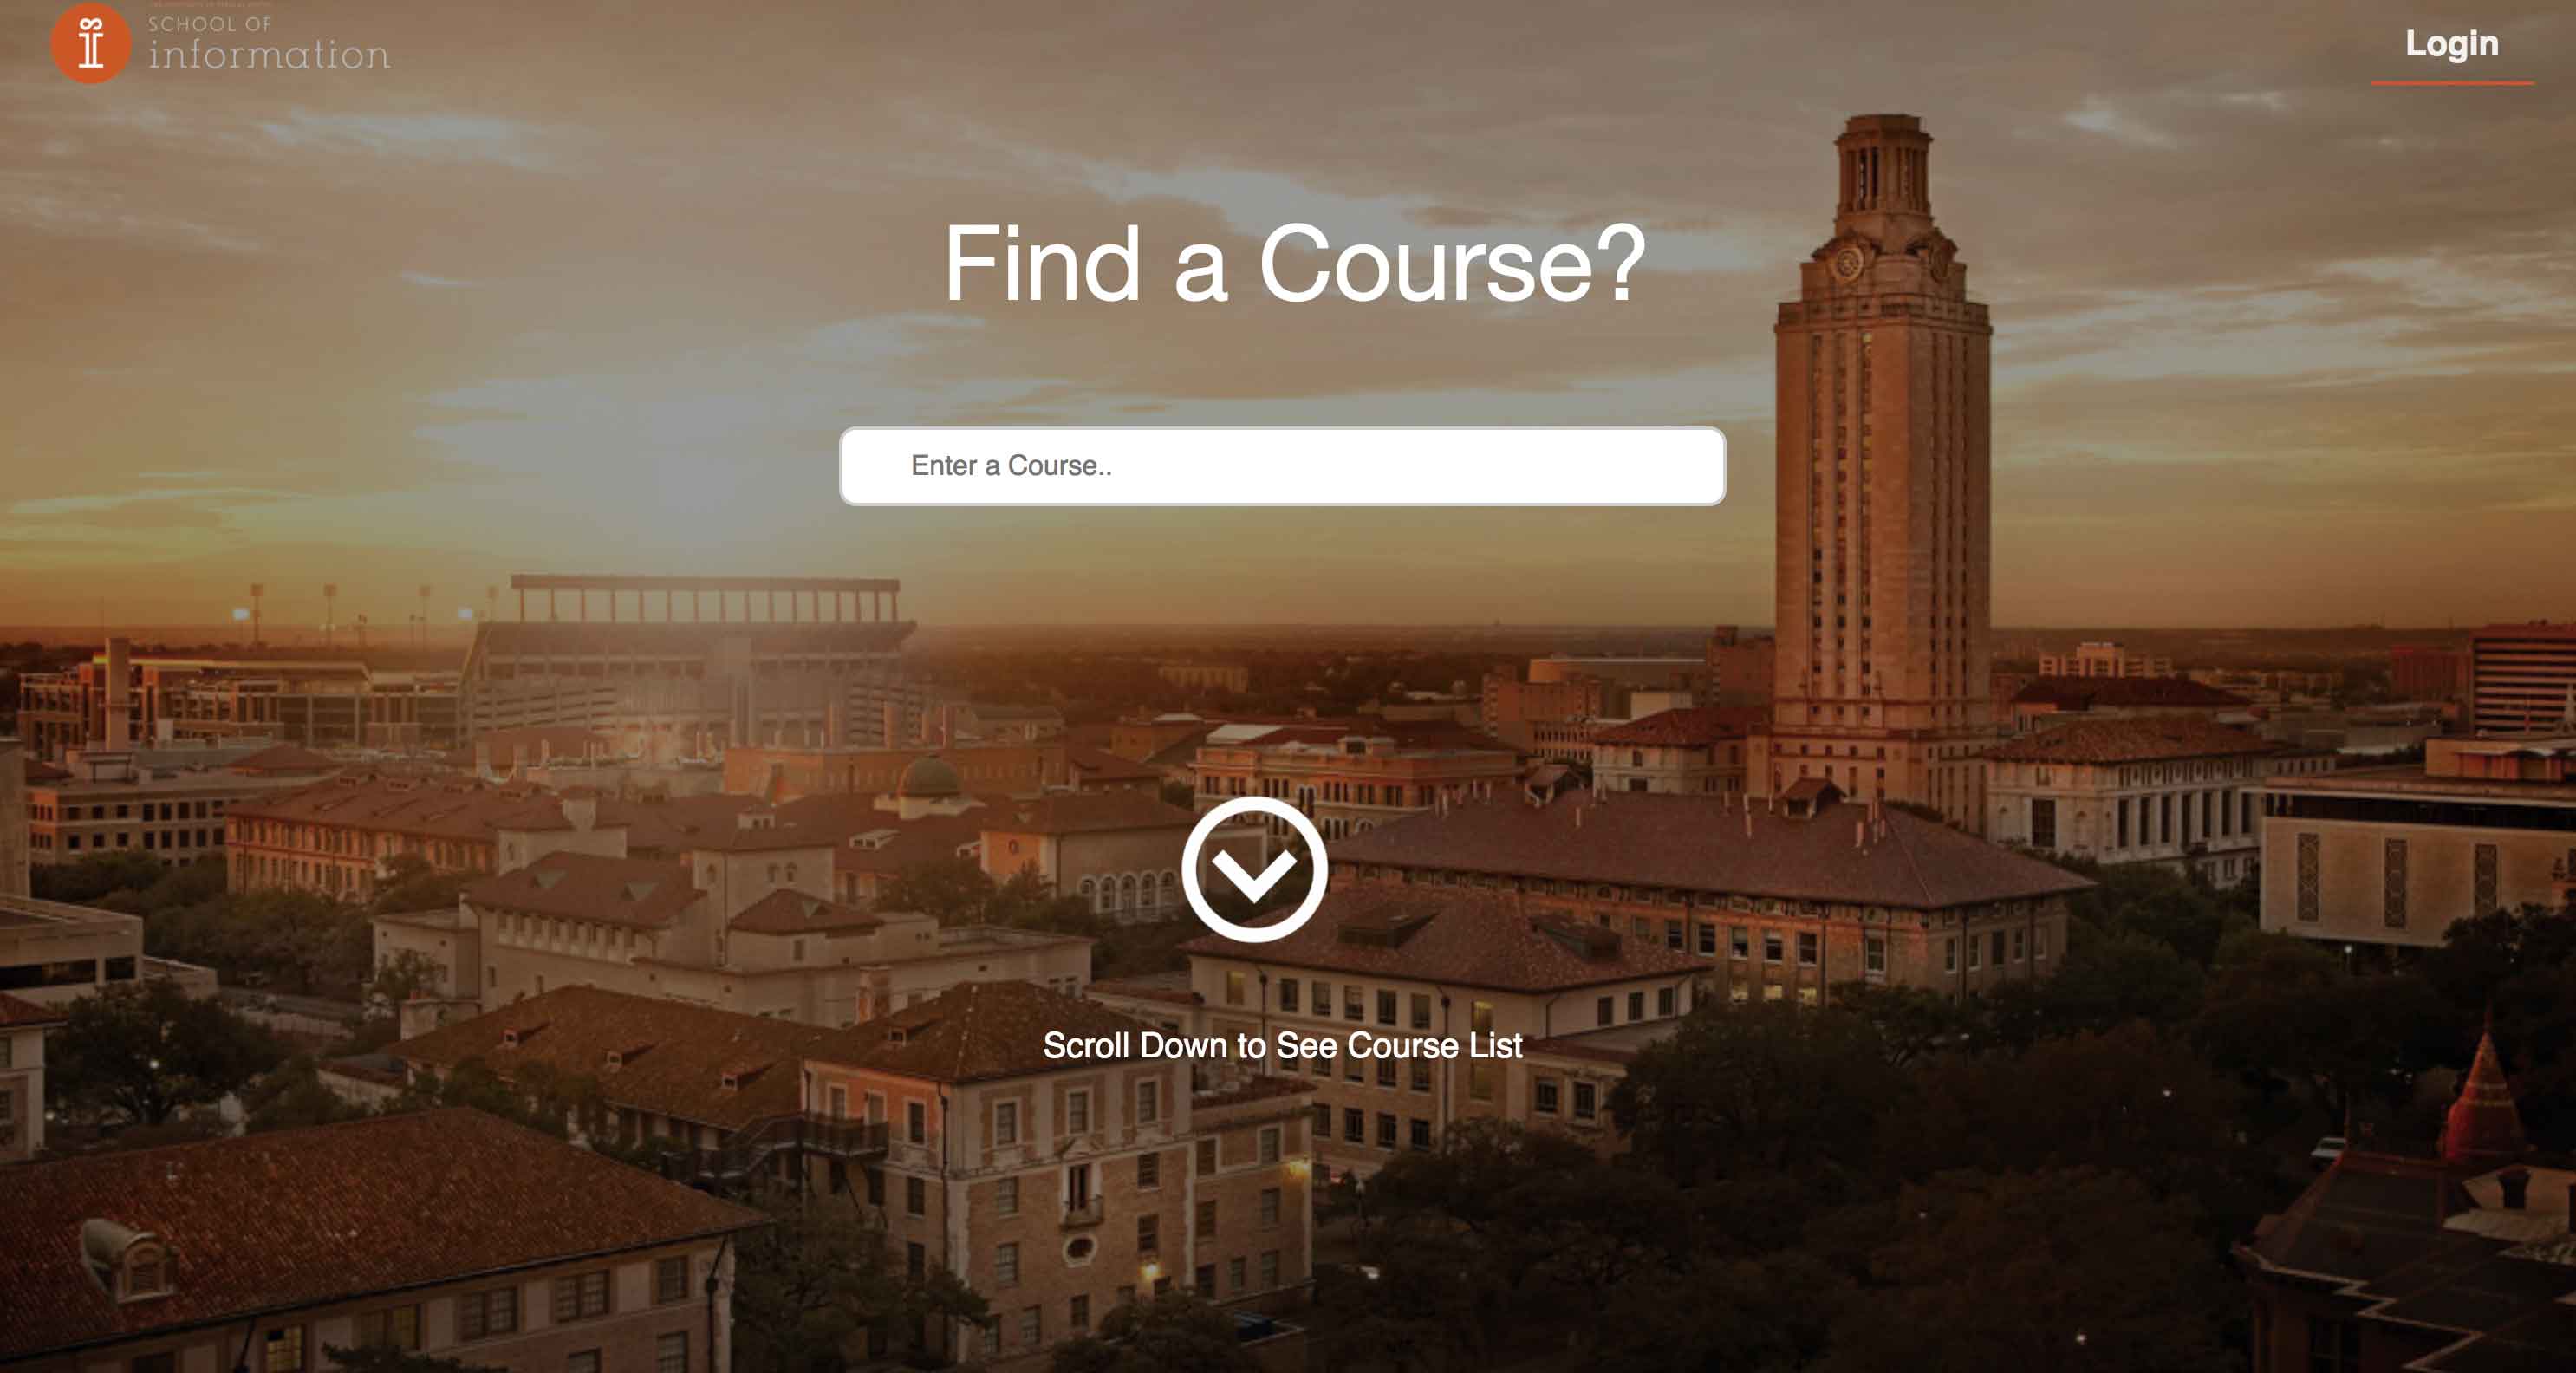 SCHOOL OF
information
Login
Find a Course?
Enter a Course..
Scroll Down to See Course List